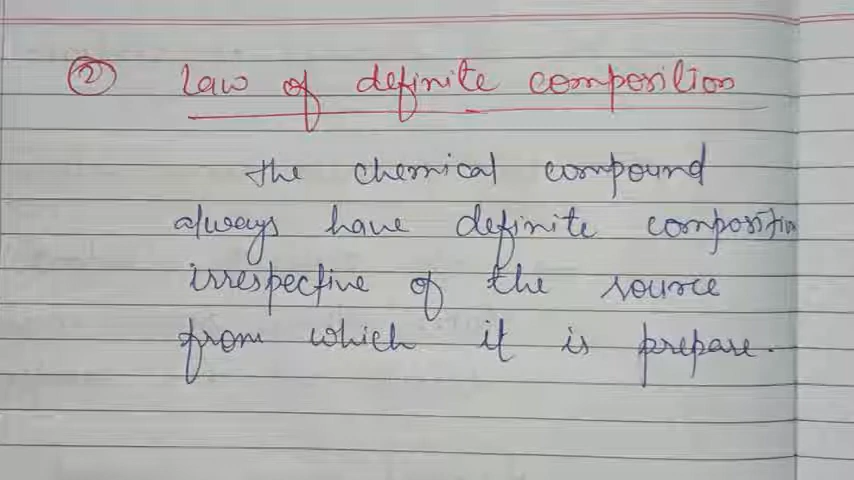 ② Law of definite composition
the chemical compound
always have definite composition
irrespective of the source
from which it is prepare.